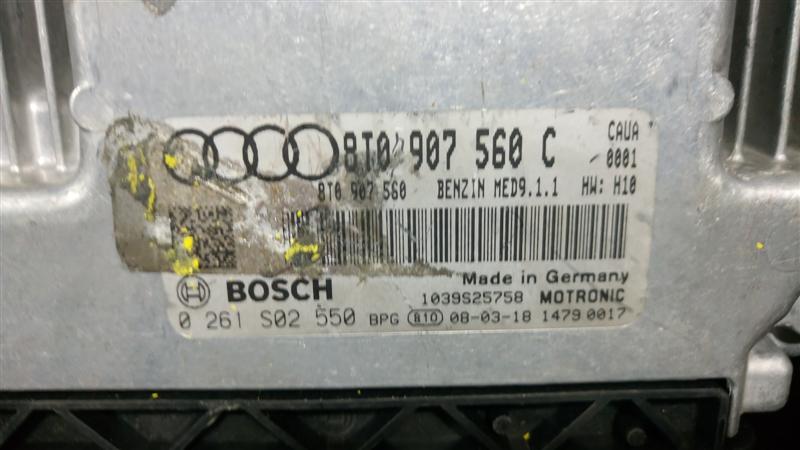 8T0 907 560 C CAUA
0001
8T0 907 560 BENZIN MED9.1.1 HW: H10
Made in Germany
BOSCH 1039S25758 MOTRONIC
0 261 S02 550 BPG 810 08-03-18 1479 0017